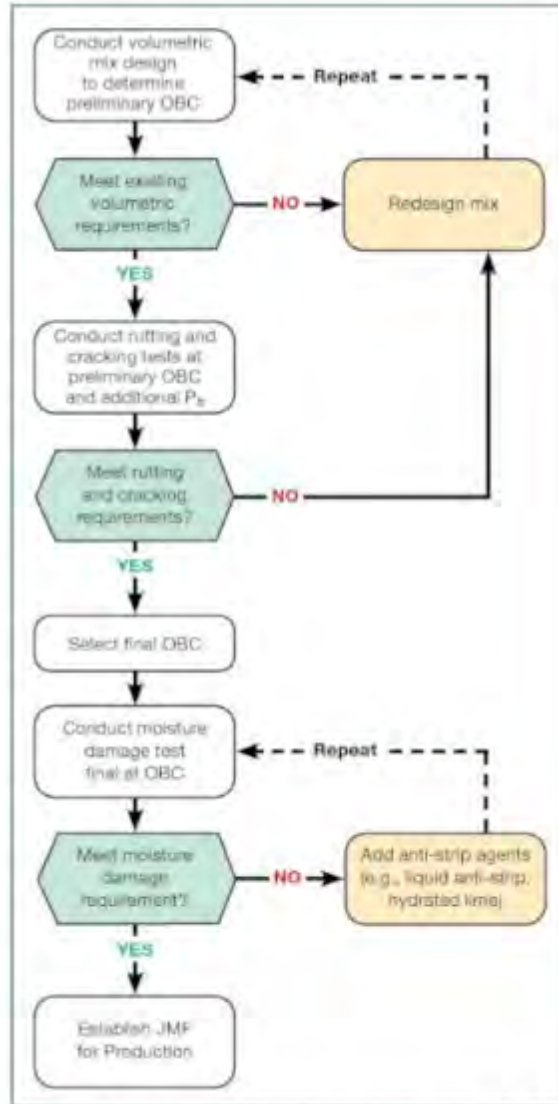 Conduct volumetric
mix design
to determine
preliminary OBC
Repeat
Meet existing
volumetric
requirements?
NO
Redesign mix
YES
Conduct rutting and
cracking tests at
preliminary OBC
and additional Pb
Meet rutting
and cracking
requirements?
NO
YES
Select final OBC
Conduct moisture
damage test
final at OBC
Repeat
Meet moisture
damage
requirement?
NO
Add anti-strip agents
(e.g., liquid anti-strip,
hydrated lime)
YES
Establish JMF
for Production